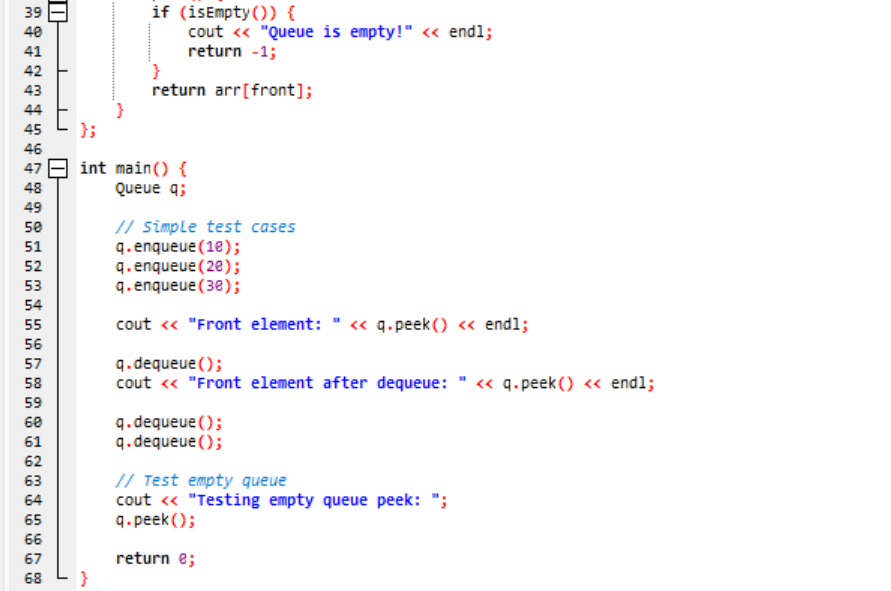 39 if (isEmpty()) {
40 cout << "Queue is empty!" << endl;
41 return -1;
42 }
43 return arr[front];
44 }
45 };
46
47 int main() {
48 Queue q;
49
50 // Simple test cases
51 q.enqueue(10);
52 q.enqueue(20);
53 q.enqueue(30);
54
55 cout << "Front element: " << q.peek() << endl;
56
57 q.dequeue();
58 cout << "Front element after dequeue: " << q.peek() << endl;
59
60 q.dequeue();
61 q.dequeue();
62
63 // Test empty queue
64 cout << "Testing empty queue peek: ";
65 q.peek();
66
67 return 0;
68 }